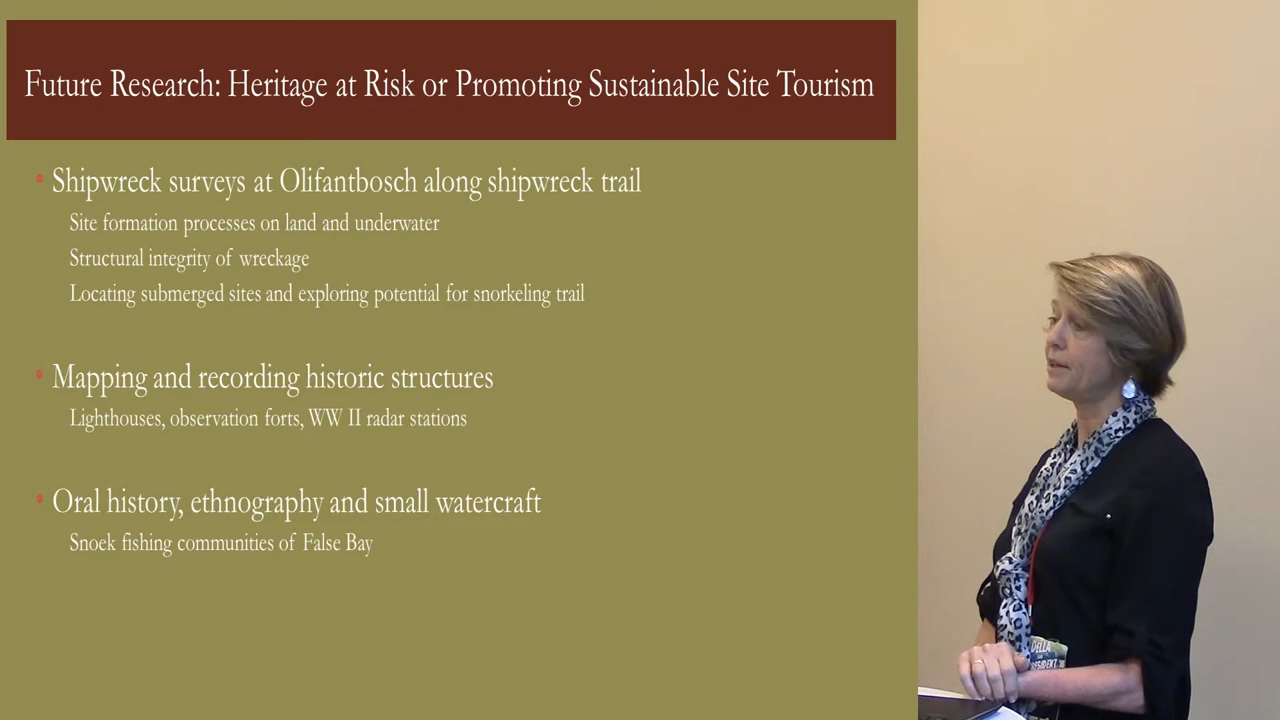 Future Research: Heritage at Risk or Promoting Sustainable Site Tourism
• Shipwreck surveys at Olifantbosch along shipwreck trail
Site formation processes on land and underwater
Structural integrity of wreckage
Locating submerged sites and exploring potential for snorkeling trail
• Mapping and recording historic structures
Lighthouses, observation forts, WW II radar stations
• Oral history, ethnography and small watercraft
Snoek fishing communities of False Bay
DELLA